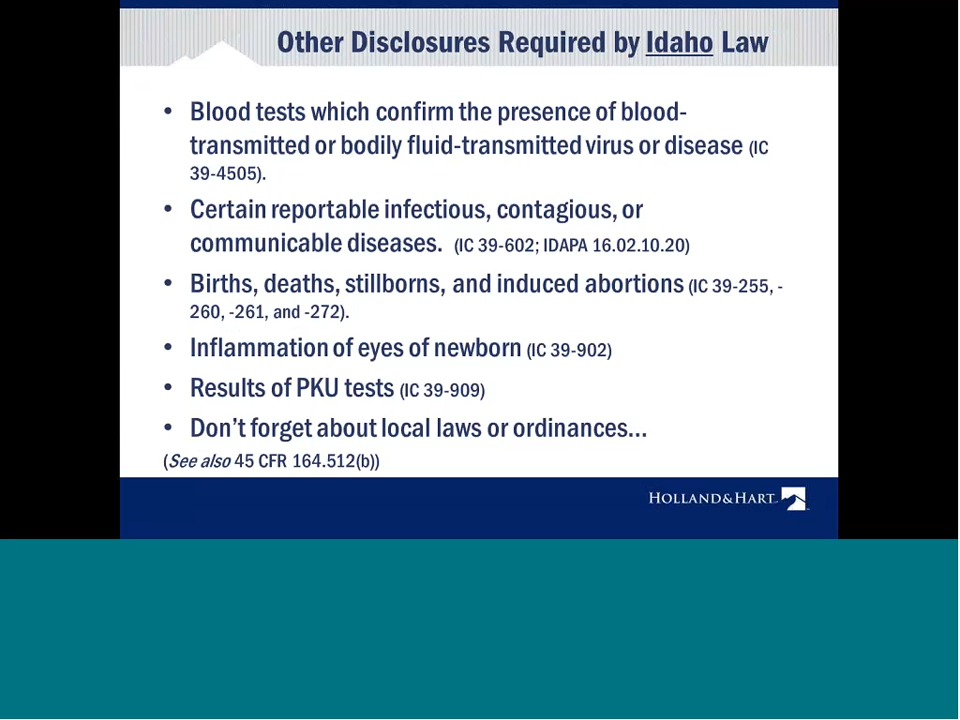 Other Disclosures Required by Idaho Law
• Blood tests which confirm the presence of blood-
transmitted or bodily fluid-transmitted virus or disease (IC
39-4505).
• Certain reportable infectious, contagious, or
communicable diseases. (IC 39-602; IDAPA 16.02.10.20)
• Births, deaths, stillborns, and induced abortions (IC 39-255, -
260, -261, and -272).
• Inflammation of eyes of newborn (IC 39-902)
• Results of PKU tests (IC 39-909)
• Don’t forget about local laws or ordinances…
(See also 45 CFR 164.512(b))
HOLLAND&HART